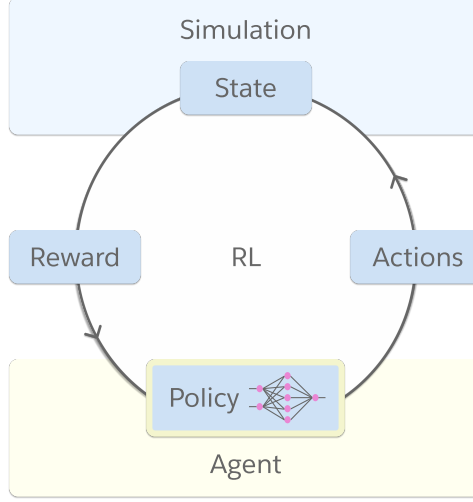 Simulation
State
Reward
RL
Actions
Policy
Agent